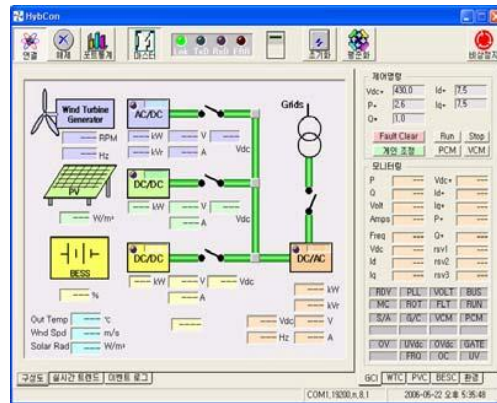 HybCon
연결 해제 포트통계 마스터 Link TxD RxD ERR 초기화 평준화 비상정지
Wind Turbine
Generator
AC/DC
RPM
Hz
kW V
kVr A
Vdc
Grids
PV
DC/DC
W/m²
kW V Vdc
A
BESS
DC/DC
DC/AC
%
kW V Vdc
A
kW
kVr
Vdc V
Hz A
Out Temp ℃
Wnd Spd m/s
Solar Rad W/m²
구성도 실시간 트렌드 이벤트 로그
제어명령
Vdc* 430,0 Id* 7,5
P* 2,6 Iq* 7,5
Q* 1,0
Fault Clear Run Stop
게인 조정 PCM VCM
모니터링
P Vdc*
Q Id*
Volt Iq*
Amps P*
Freq Q*
Vdc rsv1
Id rsv2
Iq rsv3
RDY PLL VOLT BUS
MC ROT FLT RUN
S/A G/C VCM PCM
OV UVdc OVdc GATE
FRQ OC UV
GCI WTC PVC BESC 환경
COM1,19200,n,8,1 2006-05-22 오후 5:35:48